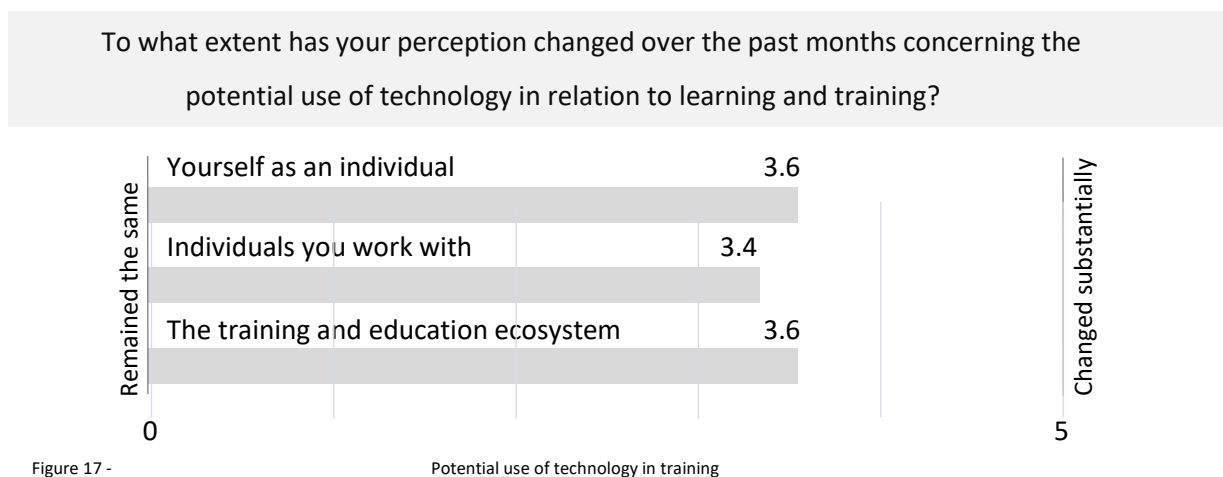 To what extent has your perception changed over the past months concerning the
potential use of technology in relation to learning and training?
Remained the same
Yourself as an individual 3.6
Individuals you work with 3.4
The training and education ecosystem 3.6
Changed substantially
0 5
Figure 17 - Potential use of technology in training